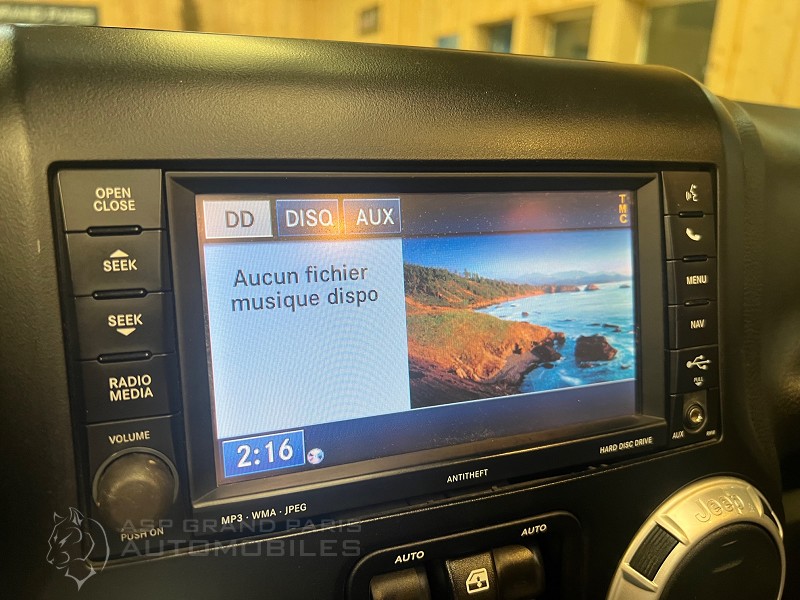 OPEN
CLOSE
SEEK
SEEK
RADIO
MEDIA
VOLUME
PUSH ON
DD DISQ AUX
TMC
Aucun fichier
musique dispo
2:16
MENU
NAV
PULL
AUX
MP3 · WMA · JPEG
ANTITHEFT
HARD DISC DRIVE
AUTO
AUTO
Jeep
ASP GRAND PARIS
AUTOMOBILES